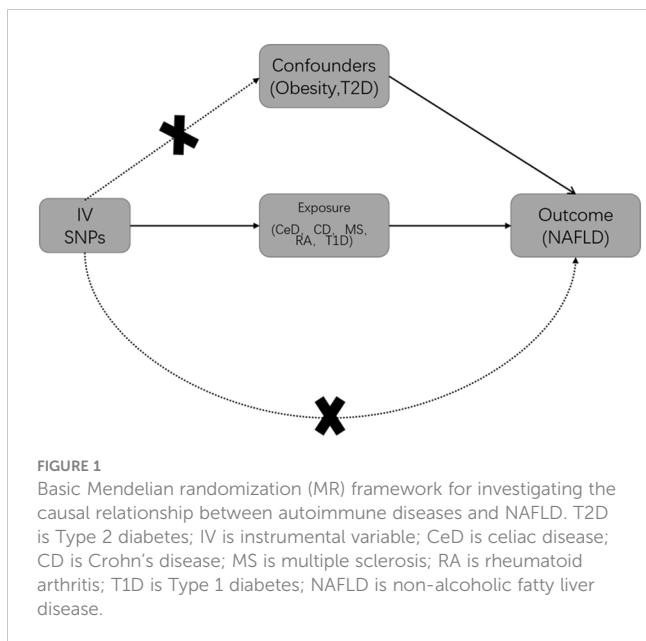 Confounders
(Obesity,T2D)
IV
SNPs
Exposure
(CeD, CD, MS,
RA, T1D)
Outcome
(NAFLD)
FIGURE 1
Basic Mendelian randomization (MR) framework for investigating the
causal relationship between autoimmune diseases and NAFLD. T2D
is Type 2 diabetes; IV is instrumental variable; CeD is celiac disease;
CD is Crohn’s disease; MS is multiple sclerosis; RA is rheumatoid
arthritis; T1D is Type 1 diabetes; NAFLD is non-alcoholic fatty liver
disease.